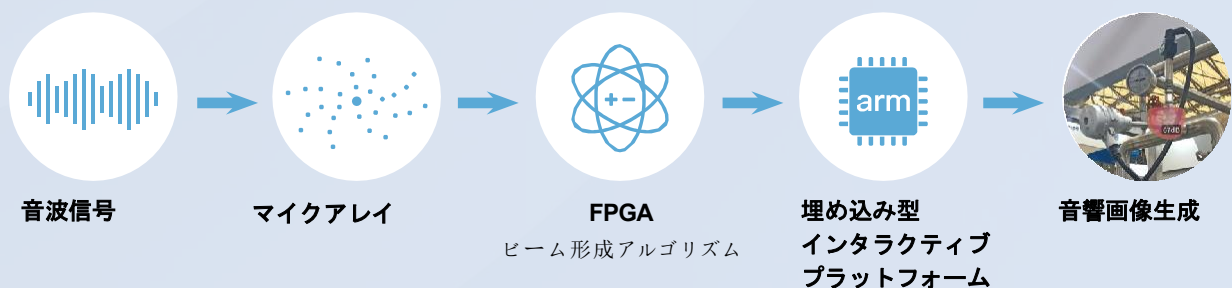 arm
音波信号
マイクアレイ
FPGA
ビーム形成アルゴリズム
埋め込み型
インタラクティブ
プラットフォーム
音響画像生成